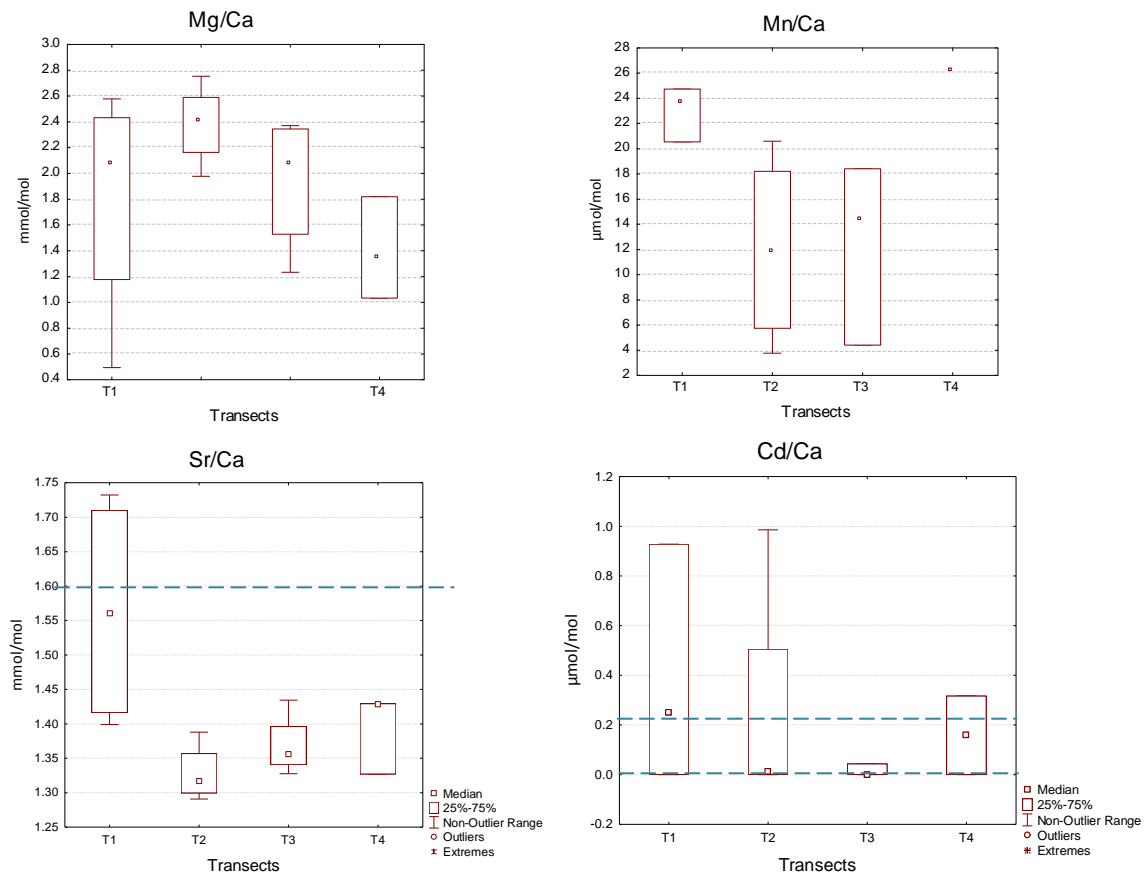 Mg/Ca
3.0
2.8
2.6
2.4
2.2
2.0
1.8
1.6
1.4
1.2
1.0
0.8
0.6
0.4
mmol/mol
T1
T4
Transects
Mn/Ca
28
26
24
22
20
18
16
14
12
10
8
6
4
2
µmol/mol
T1
T2
T3
T4
Transects
Sr/Ca
1.75
1.70
1.65
1.60
1.55
1.50
1.45
1.40
1.35
1.30
1.25
mmol/mol
T1
T2
T3
T4
Transects
Median
25%-75%
Non-Outlier Range
Outliers
Extremes
Cd/Ca
1.2
1.0
0.8
0.6
0.4
0.2
0.0
-0.2
µmol/mol
T1
T2
T3
T4
Transects
Median
25%-75%
Non-Outlier Range
Outliers
Extremes